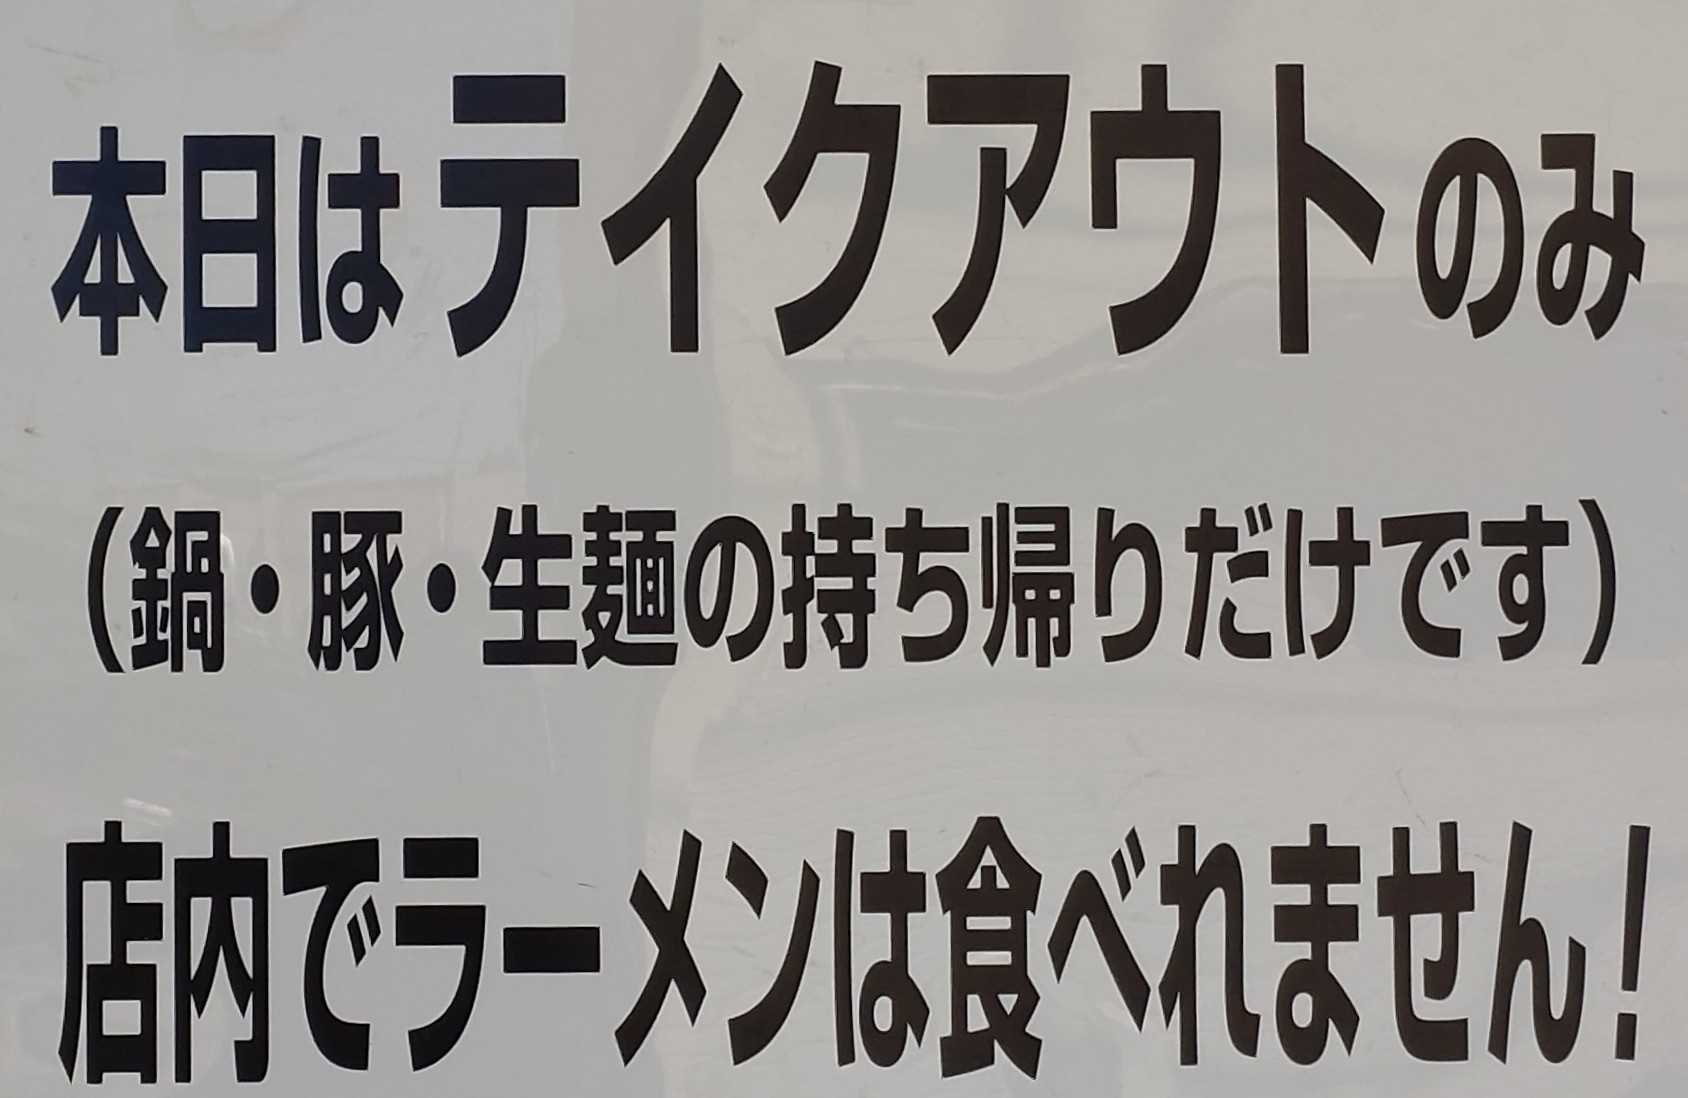 本日はテイクアウトのみ
（鍋・豚・生麺の持ち帰りだけです）
店内でラーメンは食べれません！